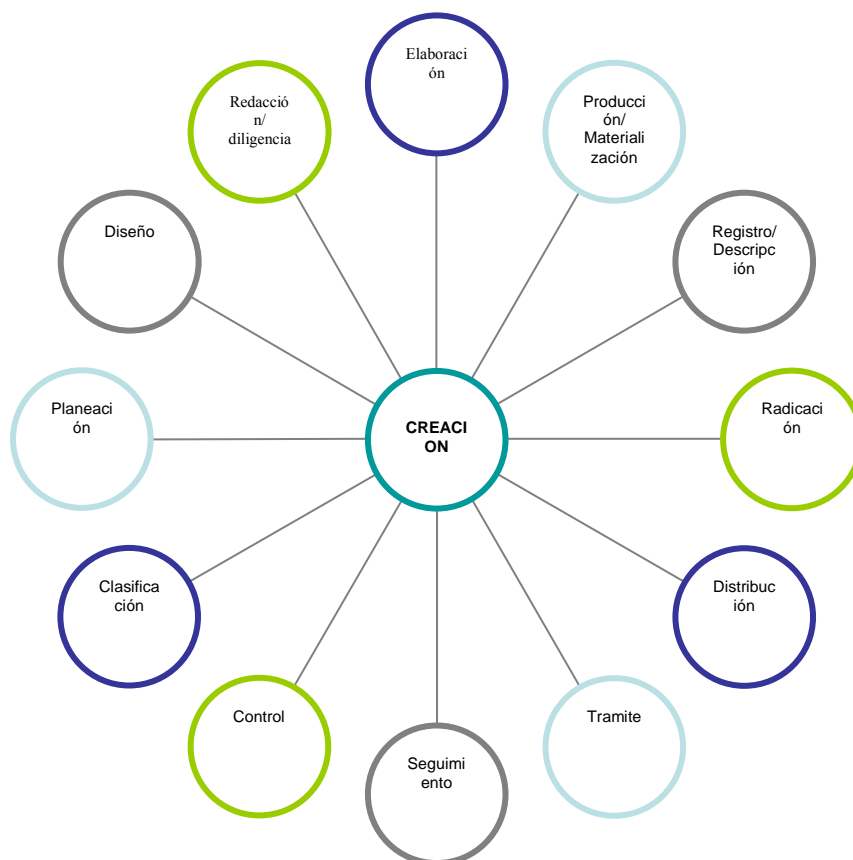 Elaboraci
ón
Producci
ón/
Materiali
zación
Registro/
Descripc
ión
Radicaci
ón
Distribuc
ión
Tramite
Seguimi
ento
Control
Clasifica
ción
Planeaci
ón
Diseño
Redacció
n/
diligencia
CREACI
ON